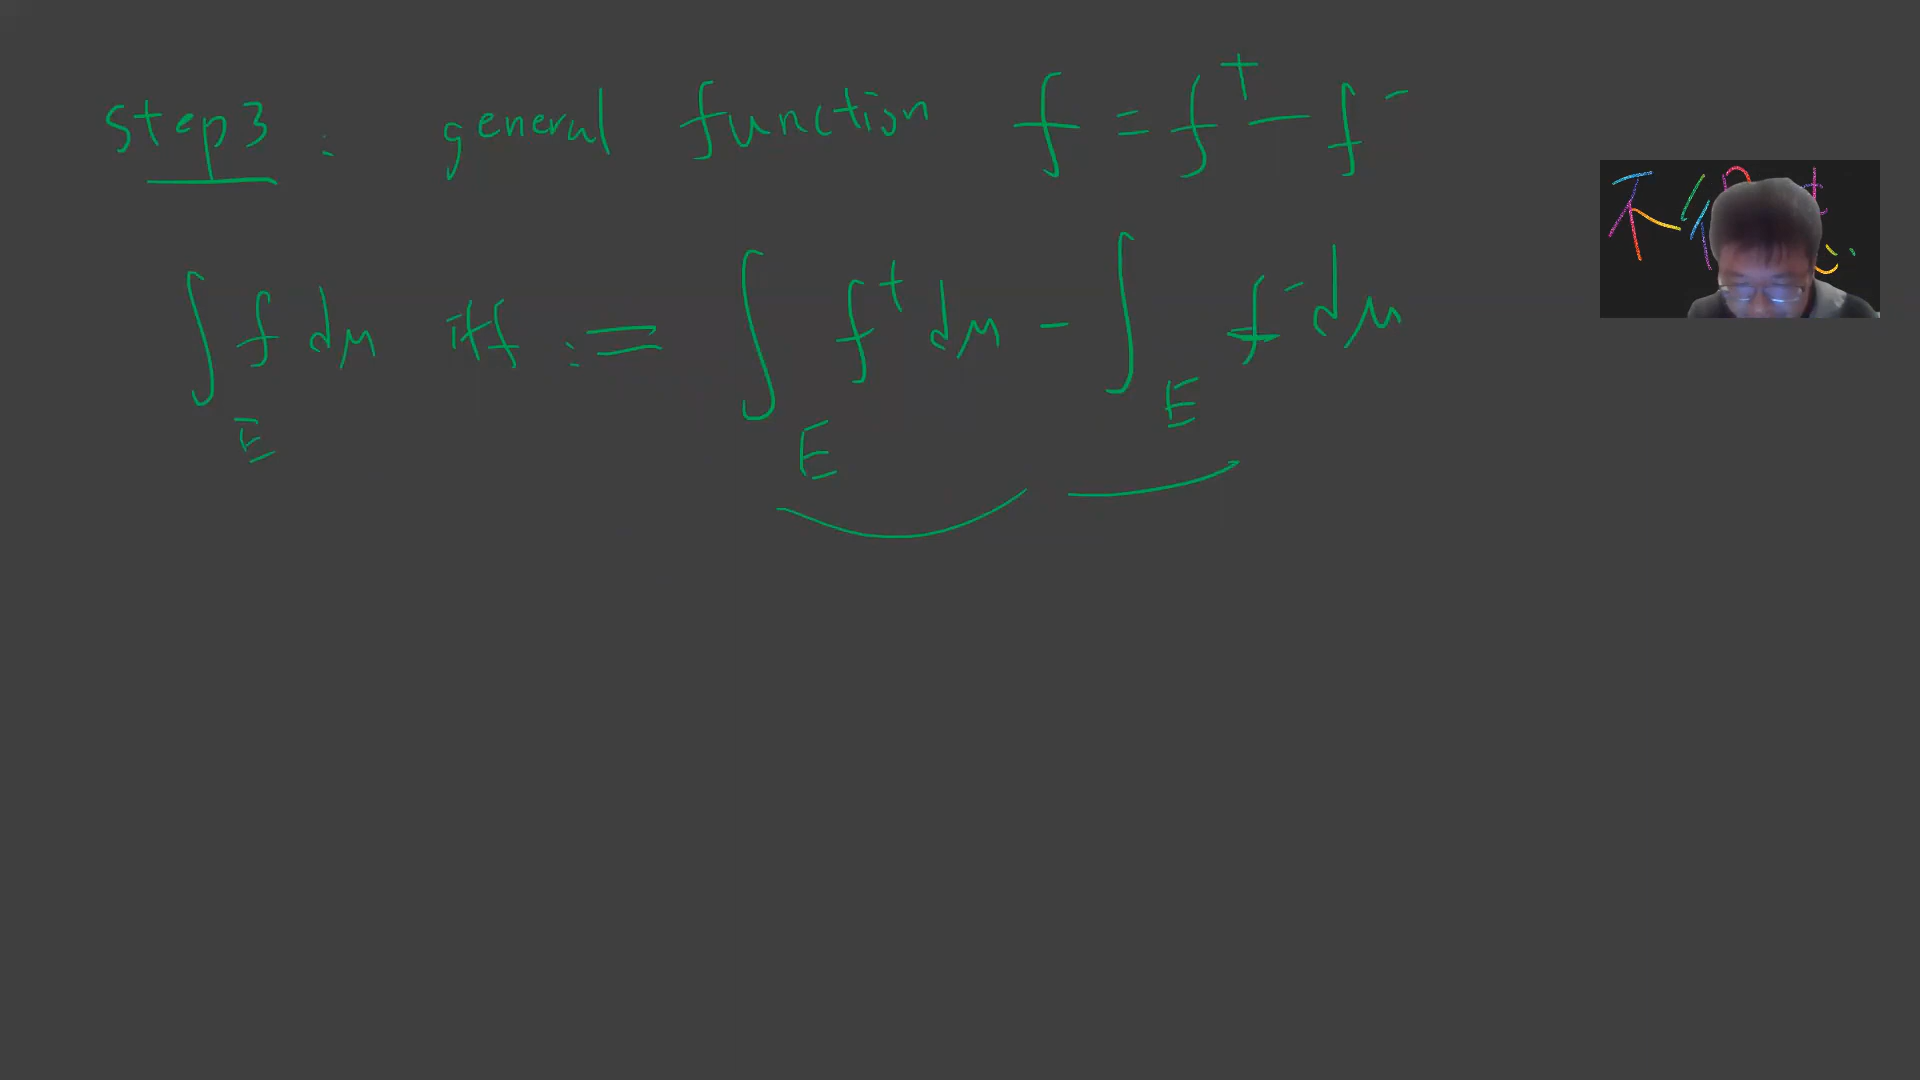 Step3: general function f = f⁺ - f⁻
∫_E f dμ iff := ∫_E f⁺ dμ - ∫_E f⁻ dμ